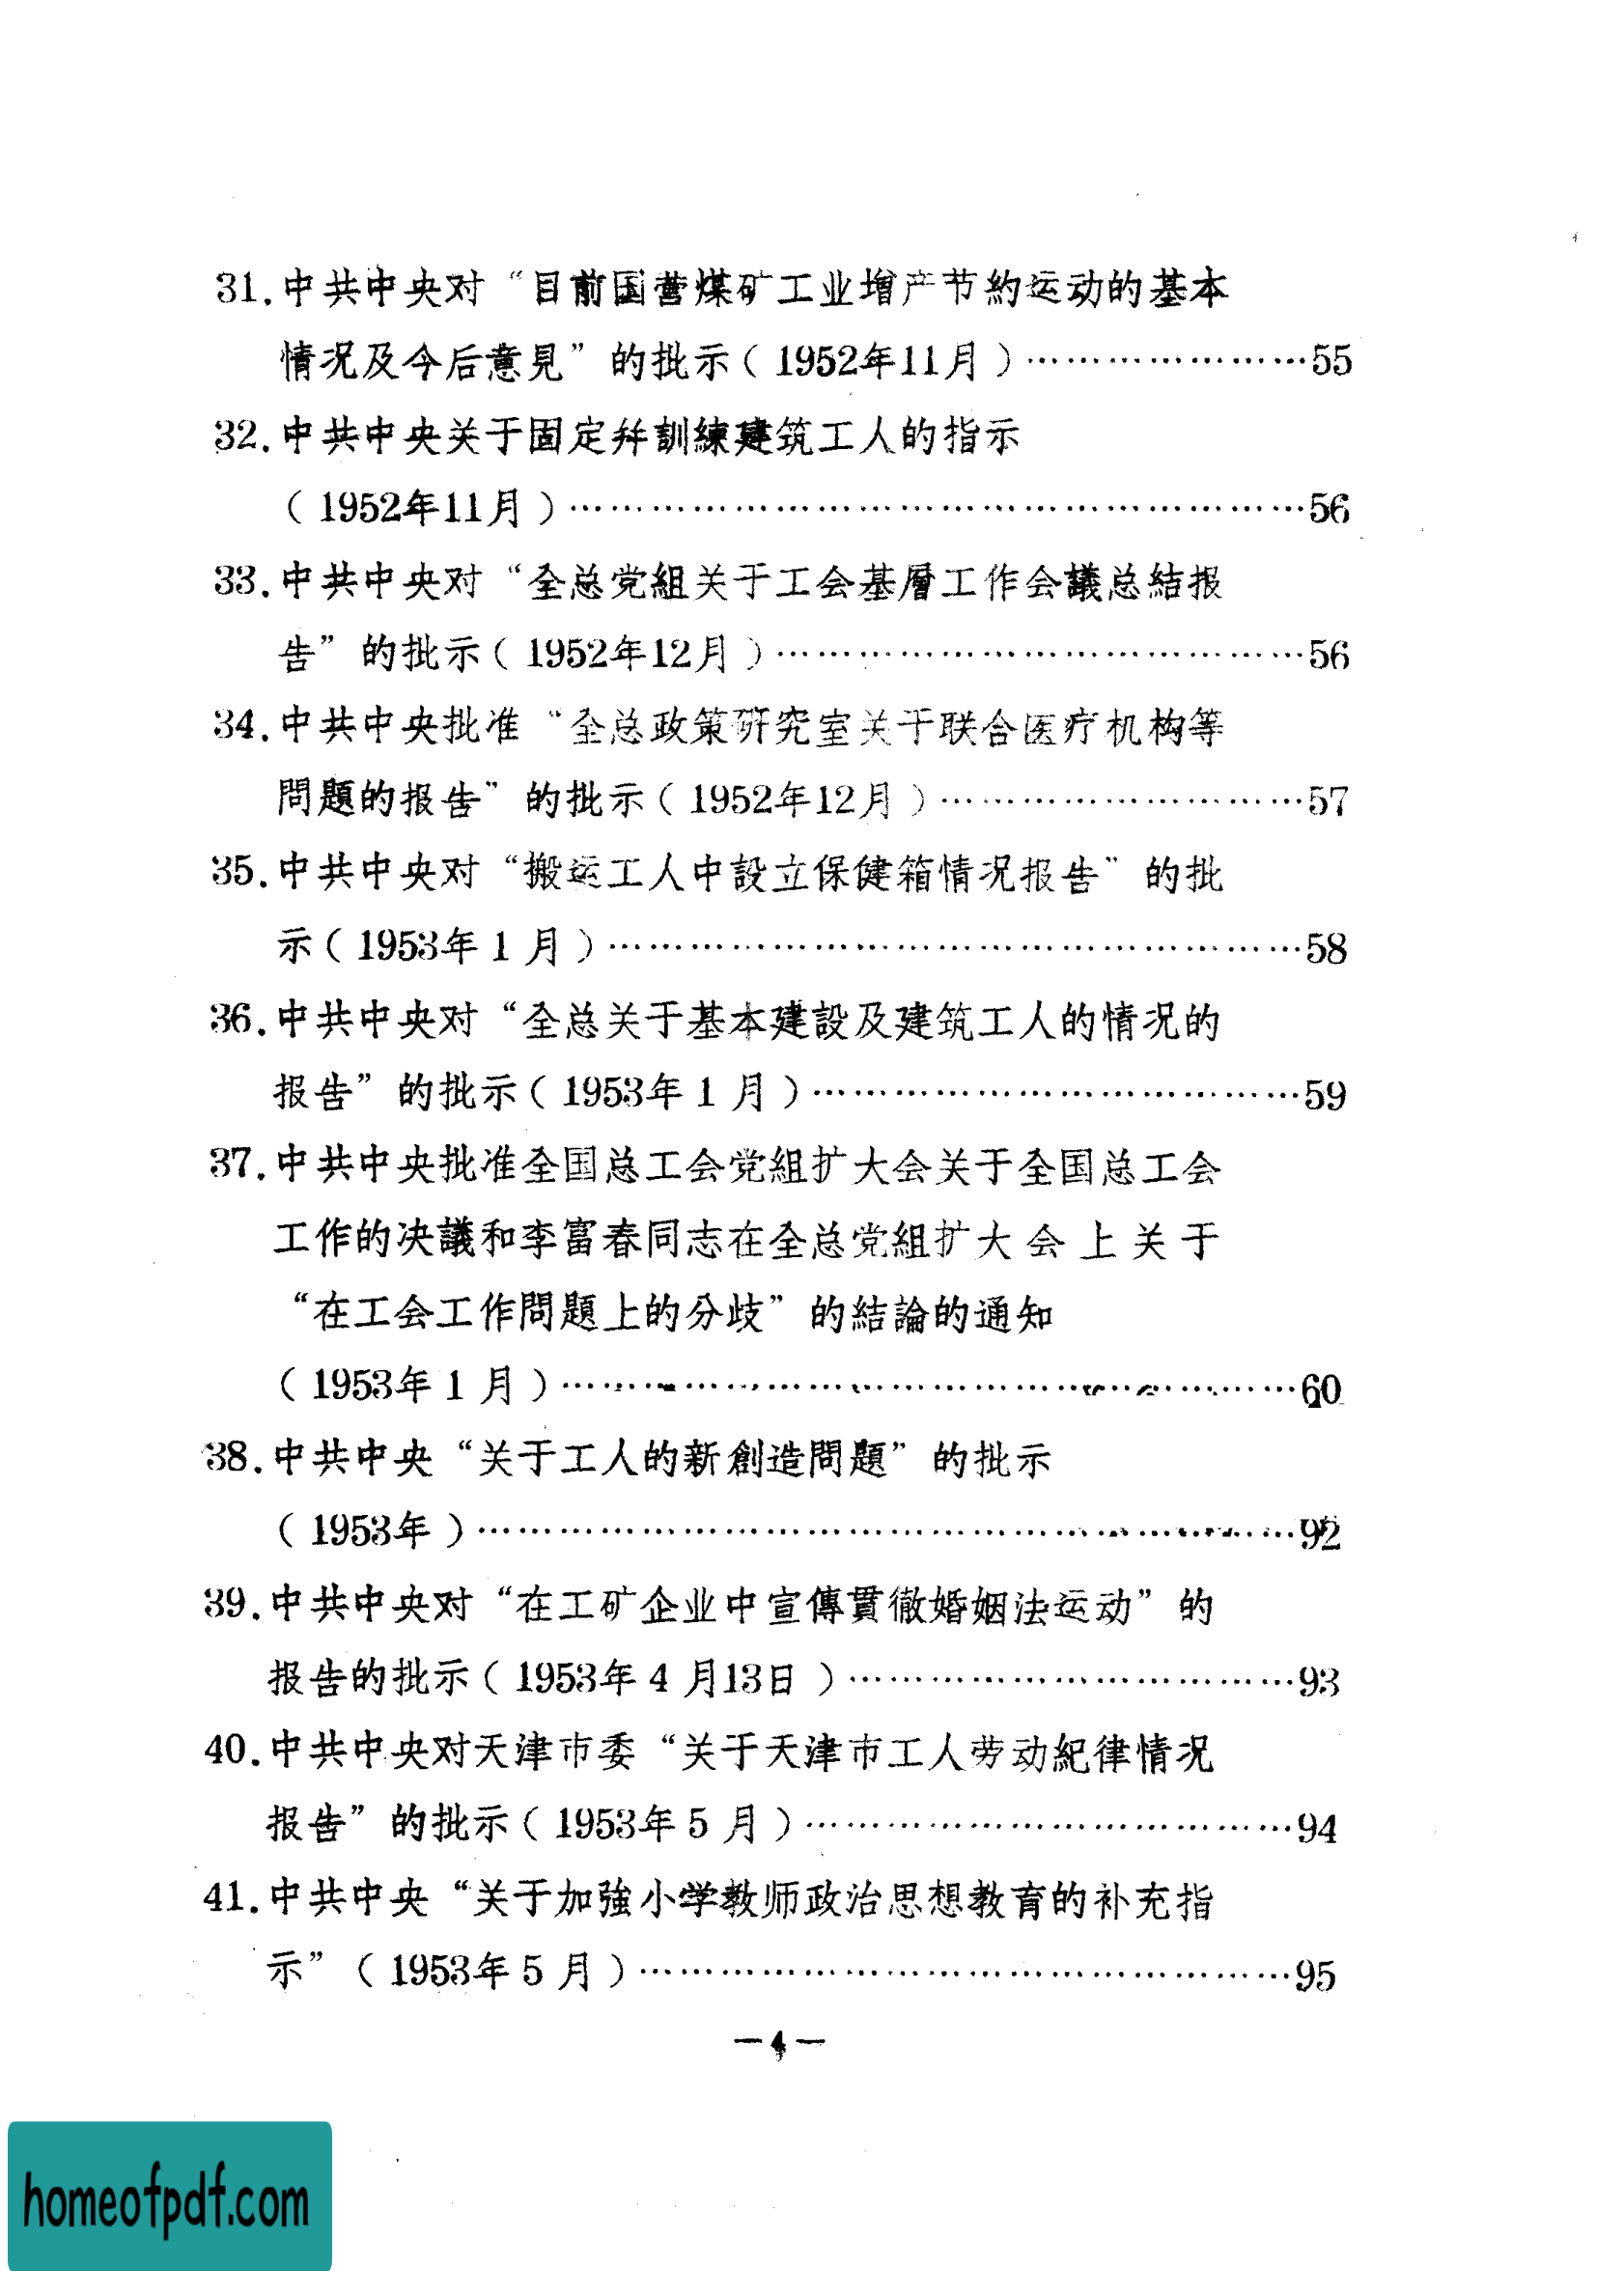 31.中共中央对“目前国营煤矿工业增产节約运动的基本
情况及今后意見”的批示(1952年11月)…………………55
32.中共中央关于固定并訓練建筑工人的指示
(1952年11月)……………………………………………………56
33.中共中央对“全总党組关于工会基層工作会議总結报
告”的批示(1952年12月)……………………………………56
34.中共中央批准“全总政策研究室关于联合医疗机构等
問題的报告”的批示(1952年12月)…………………………57
35.中共中央对“搬运工人中設立保健箱情况报告”的批
示(1953年1月)…………………………………………………58
36.中共中央对“全总关于基本建設及建筑工人的情况的
报告”的批示(1953年1月)…………………………………59
37.中共中央批准全国总工会党組扩大会关于全国总工会
工作的决議和李富春同志在全总党組扩大会上关于
“在工会工作問題上的分歧”的結論的通知
(1953年1月)……………………………………………………60
38.中共中央“关于工人的新創造問題”的批示
(1953年)…………………………………………………………92
39.中共中央对“在工矿企业中宣傳貫徹婚姻法运动”的
报告的批示(1953年4月13日)………………………………93
40.中共中央对天津市委“关于天津市工人劳动紀律情况
报告”的批示(1953年5月)…………………………………94
41.中共中央“关于加強小学教师政治思想教育的补充指
示”(1953年5月)………………………………………………95
—4—
homeofpdf.com